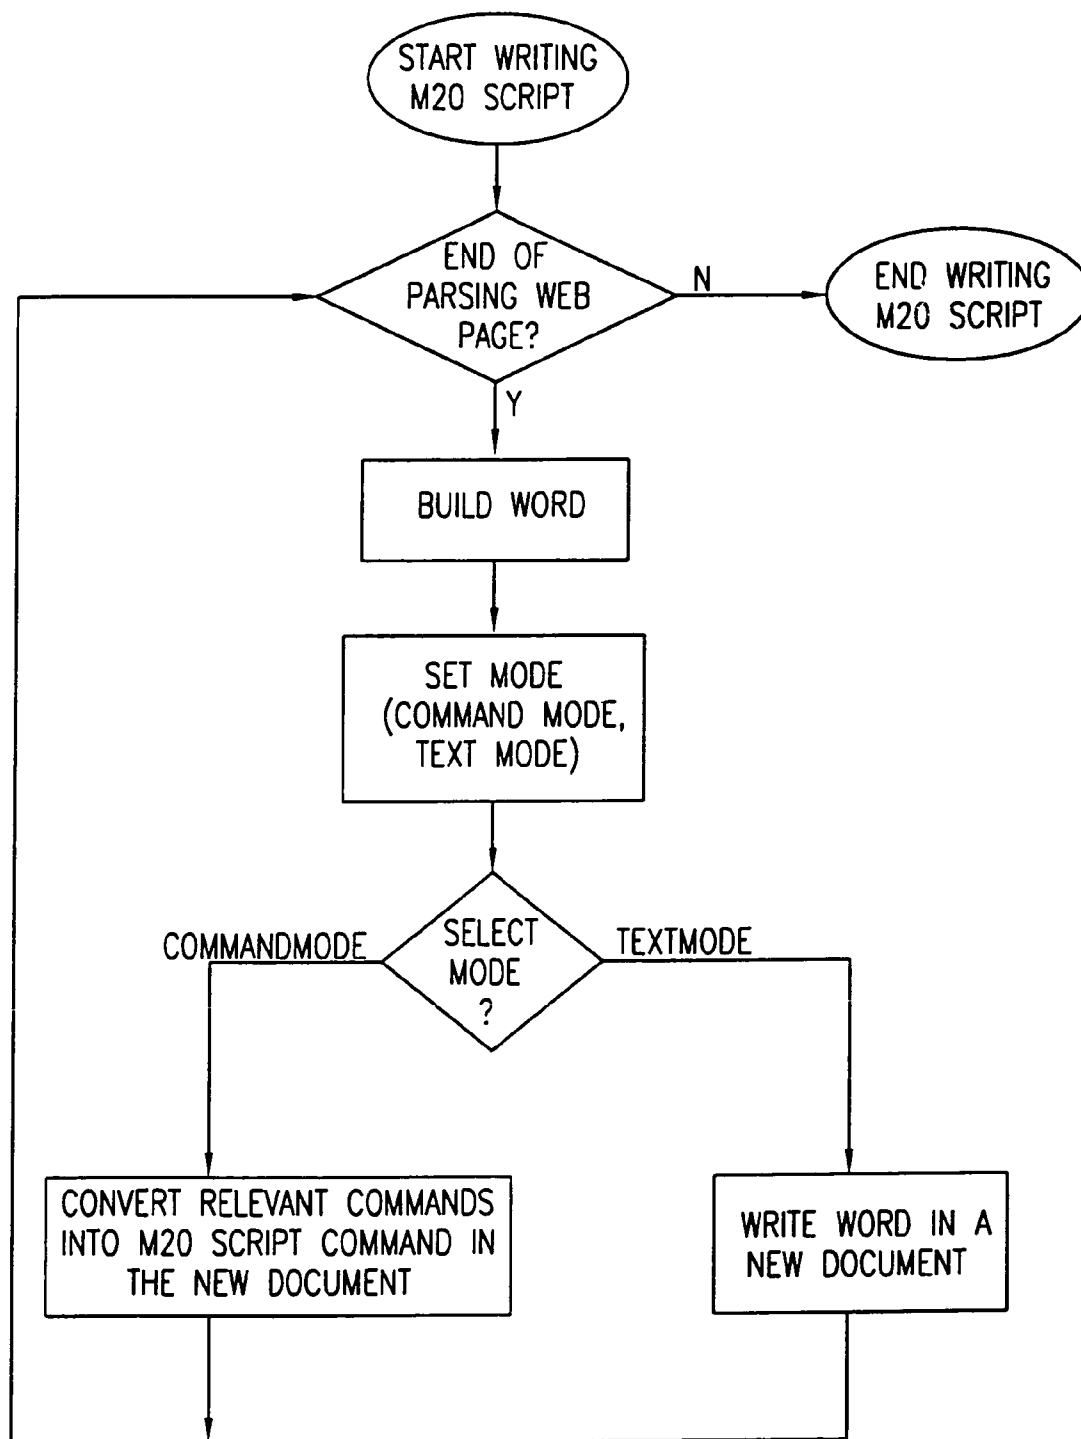 START WRITING
M20 SCRIPT
END OF
PARSING WEB
PAGE?
N
END WRITING
M20 SCRIPT
Y
BUILD WORD
SET MODE
(COMMAND MODE,
TEXT MODE)
SELECT
MODE
?
COMMANDMODE
TEXTMODE
CONVERT RELEVANT COMMANDS
INTO M20 SCRIPT COMMAND IN
THE NEW DOCUMENT
WRITE WORD IN A
NEW DOCUMENT